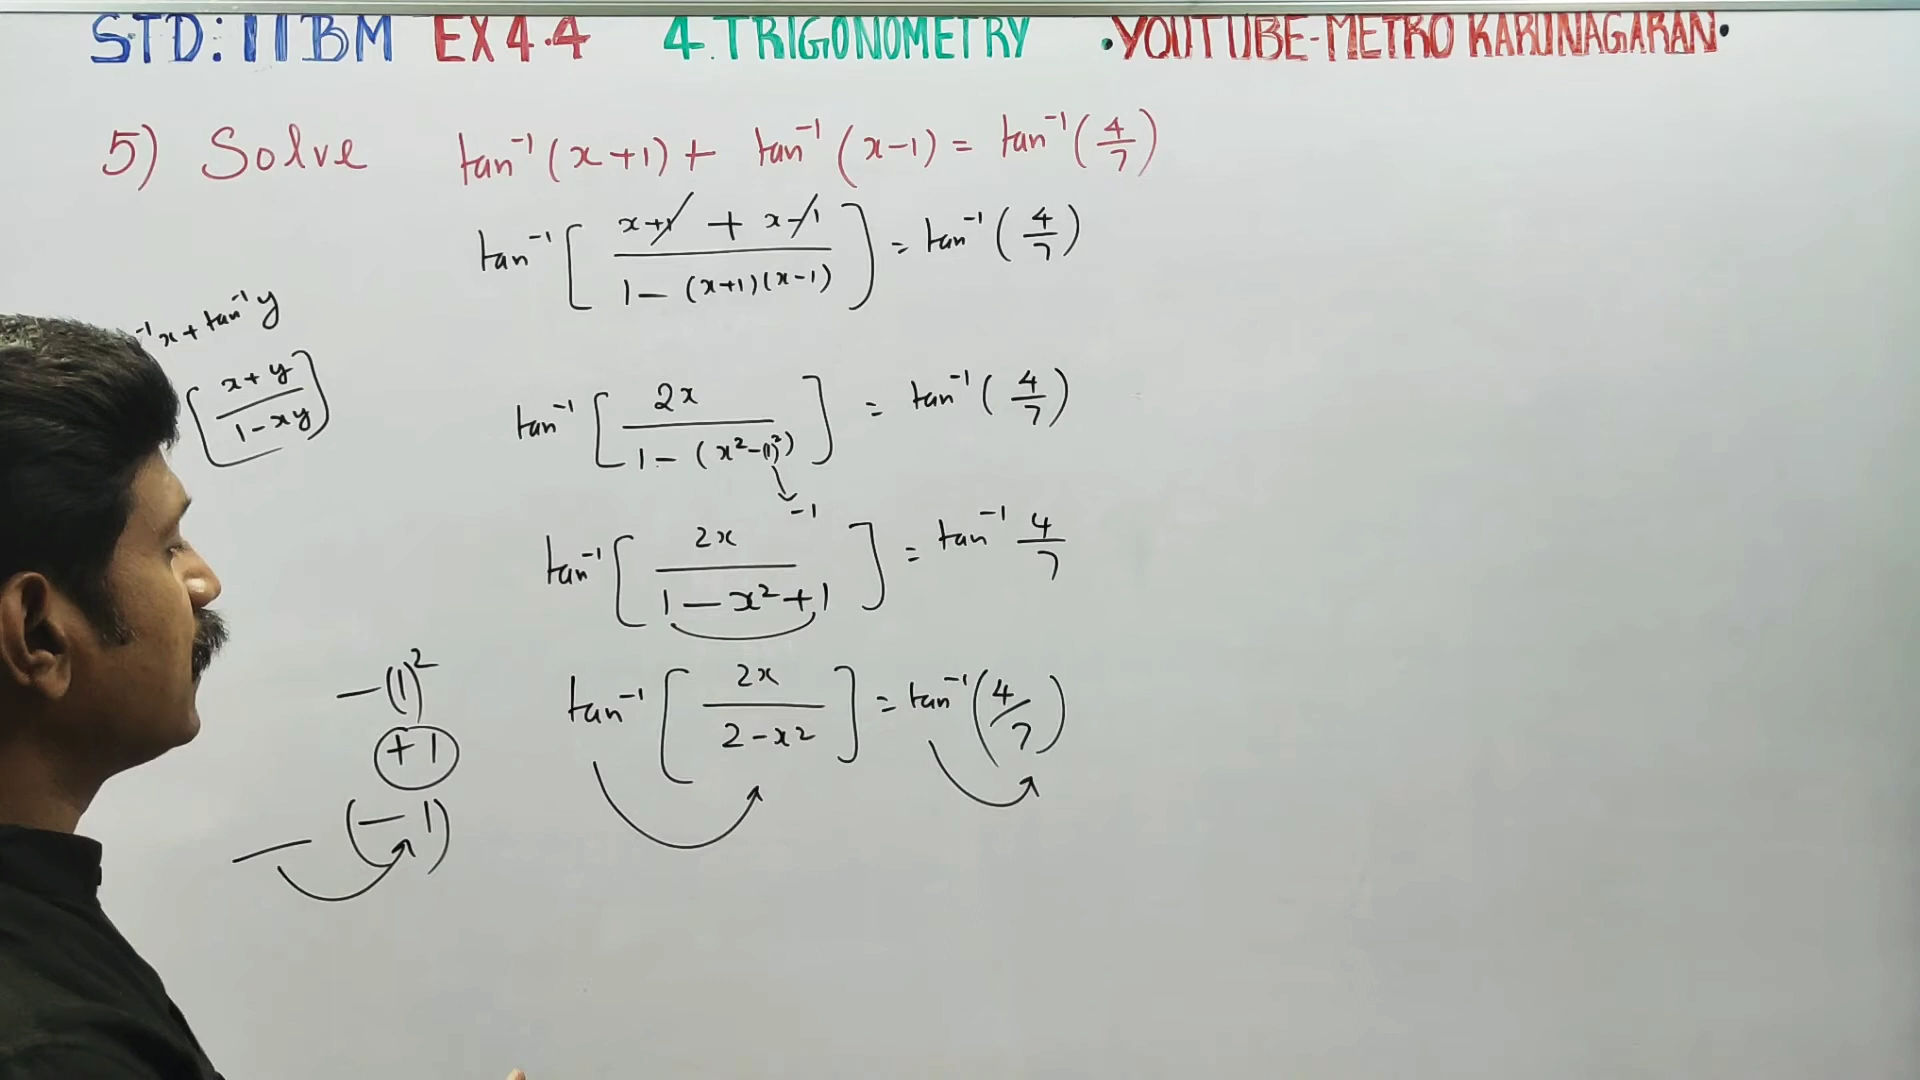 STD: 11 BM EX 4.4 4. TRIGONOMETRY •YOUTUBE-METRO KARUNAGARAN•
5) Solve tan⁻¹(x+1) + tan⁻¹(x-1) = tan⁻¹(4/7)
tan⁻¹[(x+1 + x-1)/(1-(x+1)(x-1))] = tan⁻¹(4/7)
⁻¹x + tan⁻¹y
[(x+y)/(1-xy)]
tan⁻¹[2x/(1-(x²-(1)²))] = tan⁻¹(4/7)
-1
tan⁻¹[2x/(1-x²+1)] = tan⁻¹ 4/7
tan⁻¹[2x/(2-x²)] = tan⁻¹(4/7)
-(1)²
+1
-(-1)